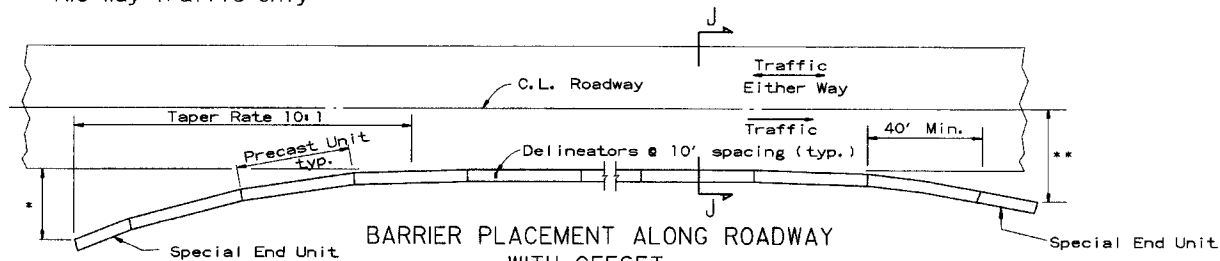 Two Way Traffic Only
J
Traffic
Either Way
C.L. Roadway
Taper Rate 10:1
Traffic
40' Min.
Precast Unit
typ.
Delineators @ 10' spacing (typ.)
*
**
J
Special End Unit
BARRIER PLACEMENT ALONG ROADWAY
WITH OFFSET
Special End Unit